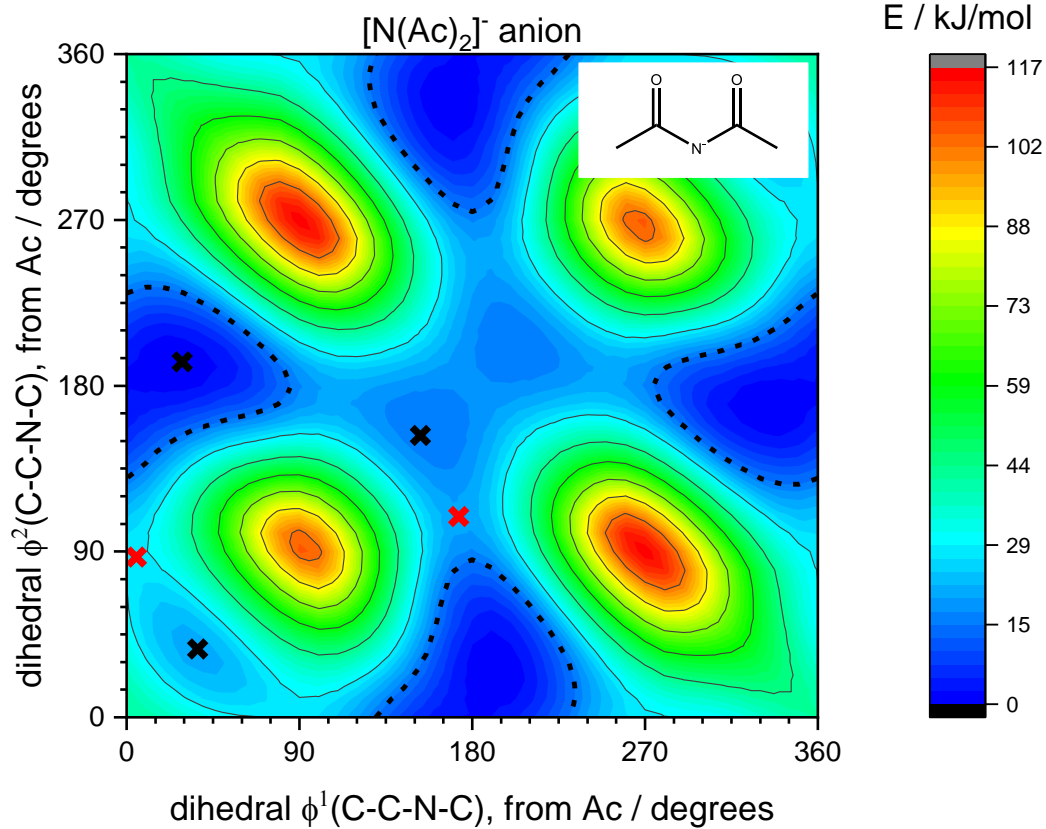 [N(Ac)₂]⁻ anion
E / kJ/mol
dihedral ϕ²(C-C-N-C), from Ac / degrees
360
270
180
90
0
0
90
180
270
360
dihedral ϕ¹(C-C-N-C), from Ac / degrees
O
O
N⁻
117
102
88
73
59
44
29
15
0